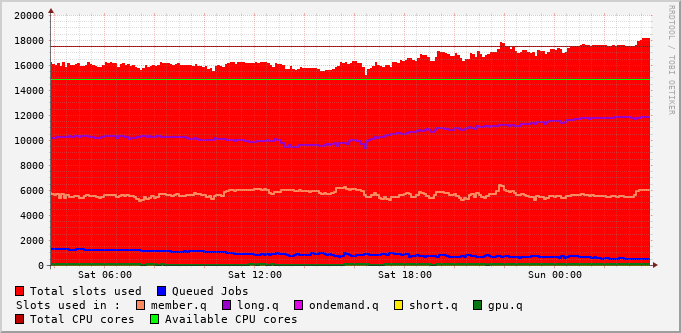 20000
18000
16000
14000
12000
10000
8000
6000
4000
2000
0
Sat 06:00 Sat 12:00 Sat 18:00 Sun 00:00
RRDTOOL / TOBI OETIKER
Total slots used Queued Jobs
Slots used in : member.q long.q ondemand.q short.q gpu.q
Total CPU cores Available CPU cores